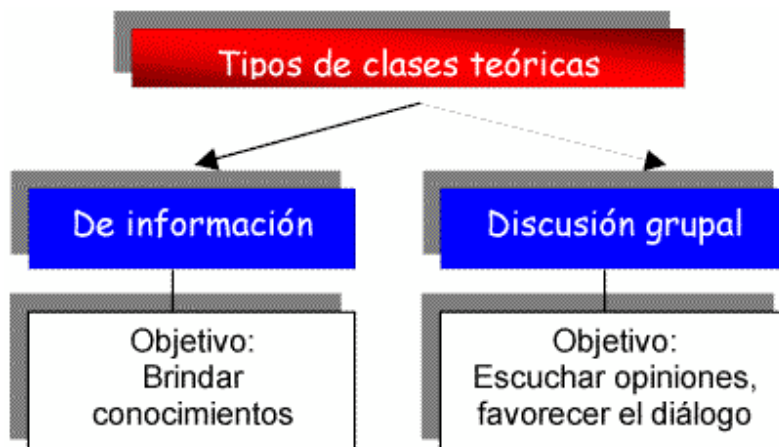 Tipos de clases teóricas
De información
Discusión grupal
Objetivo:
Brindar
conocimientos
Objetivo:
Escuchar opiniones,
favorecer el diálogo